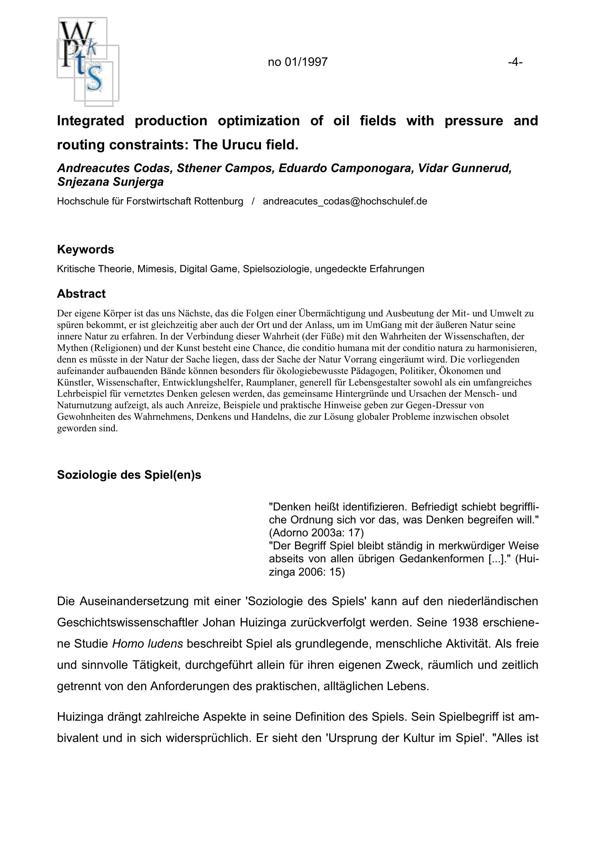 W
Pkts
no 01/1997 -4-
Integrated production optimization of oil fields with pressure and
routing constraints: The Urucu field.
Andreacutes Codas, Sthener Campos, Eduardo Camponogara, Vidar Gunnerud,
Snjezana Sunjerga
Hochschule für Forstwirtschaft Rottenburg / andreacutes_codas@hochschulef.de
Keywords
Kritische Theorie, Mimesis, Digital Game, Spielsoziologie, ungedeckte Erfahrungen
Abstract
Der eigene Körper ist das uns Nächste, das die Folgen einer Übermächtigung und Ausbeutung der Mit- und Umwelt zu
spüren bekommt, er ist gleichzeitig aber auch der Ort und der Anlass, um im UmGang mit der äußeren Natur seine
innere Natur zu erfahren. In der Verbindung dieser Wahrheit (der Füße) mit den Wahrheiten der Wissenschaften, der
Mythen (Religionen) und der Kunst besteht eine Chance, die conditio humana mit der conditio natura zu harmonisieren,
denn es müsste in der Natur der Sache liegen, dass der Sache der Natur Vorrang eingeräumt wird. Die vorliegenden
aufeinander aufbauenden Bände können besonders für ökologiebewusste Pädagogen, Politiker, Ökonomen und
Künstler, Wissenschafter, Entwicklungshelfer, Raumplaner, generell für Lebensgestalter sowohl als ein umfangreiches
Lehrbeispiel für vernetztes Denken gelesen werden, das gemeinsame Hintergründe und Ursachen der Mensch- und
Naturnutzung aufzeigt, als auch Anreize, Beispiele und praktische Hinweise geben zur Gegen-Dressur von
Gewohnheiten des Wahrnehmens, Denkens und Handelns, die zur Lösung globaler Probleme inzwischen obsolet
geworden sind.
Soziologie des Spiel(en)s
"Denken heißt identifizieren. Befriedigt schiebt begriffli-
che Ordnung sich vor das, was Denken begreifen will."
(Adorno 2003a: 17)
"Der Begriff Spiel bleibt ständig in merkwürdiger Weise
abseits von allen übrigen Gedankenformen [...]." (Hui-
zinga 2006: 15)
Die Auseinandersetzung mit einer 'Soziologie des Spiels' kann auf den niederländischen
Geschichtswissenschaftler Johan Huizinga zurückverfolgt werden. Seine 1938 erschiene-
ne Studie Homo ludens beschreibt Spiel als grundlegende, menschliche Aktivität. Als freie
und sinnvolle Tätigkeit, durchgeführt allein für ihren eigenen Zweck, räumlich und zeitlich
getrennt von den Anforderungen des praktischen, alltäglichen Lebens.
Huizinga drängt zahlreiche Aspekte in seine Definition des Spiels. Sein Spielbegriff ist am-
bivalent und in sich widersprüchlich. Er sieht den 'Ursprung der Kultur im Spiel'. "Alles ist